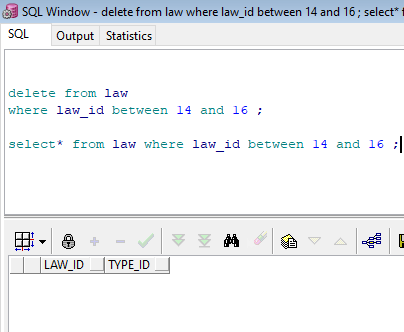 SQL Window - delete from law where law_id between 14 and 16 ; select* f
SQL Output Statistics
delete from law
where law_id between 14 and 16 ;
select* from law where law_id between 14 and 16 ;
LAW_ID TYPE_ID